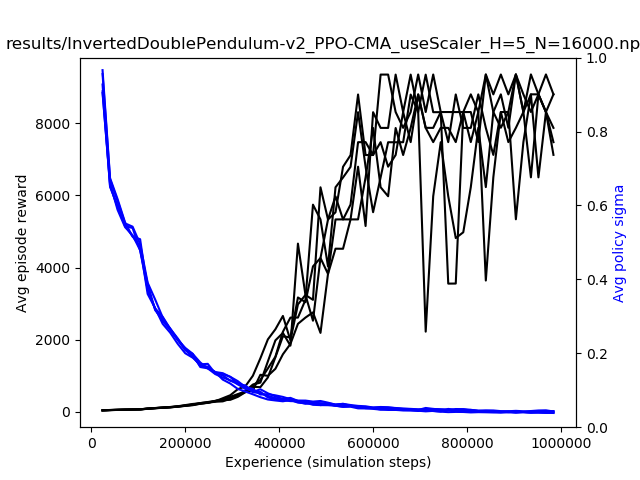 results/InvertedDoublePendulum-v2_PPO-CMA_useScaler_H=5_N=16000.np
1.0
8000
0.8
6000
0.6
Avg episode reward
Avg policy sigma
4000
0.4
2000
0.2
0
0.0
0 200000 400000 600000 800000 1000000
Experience (simulation steps)